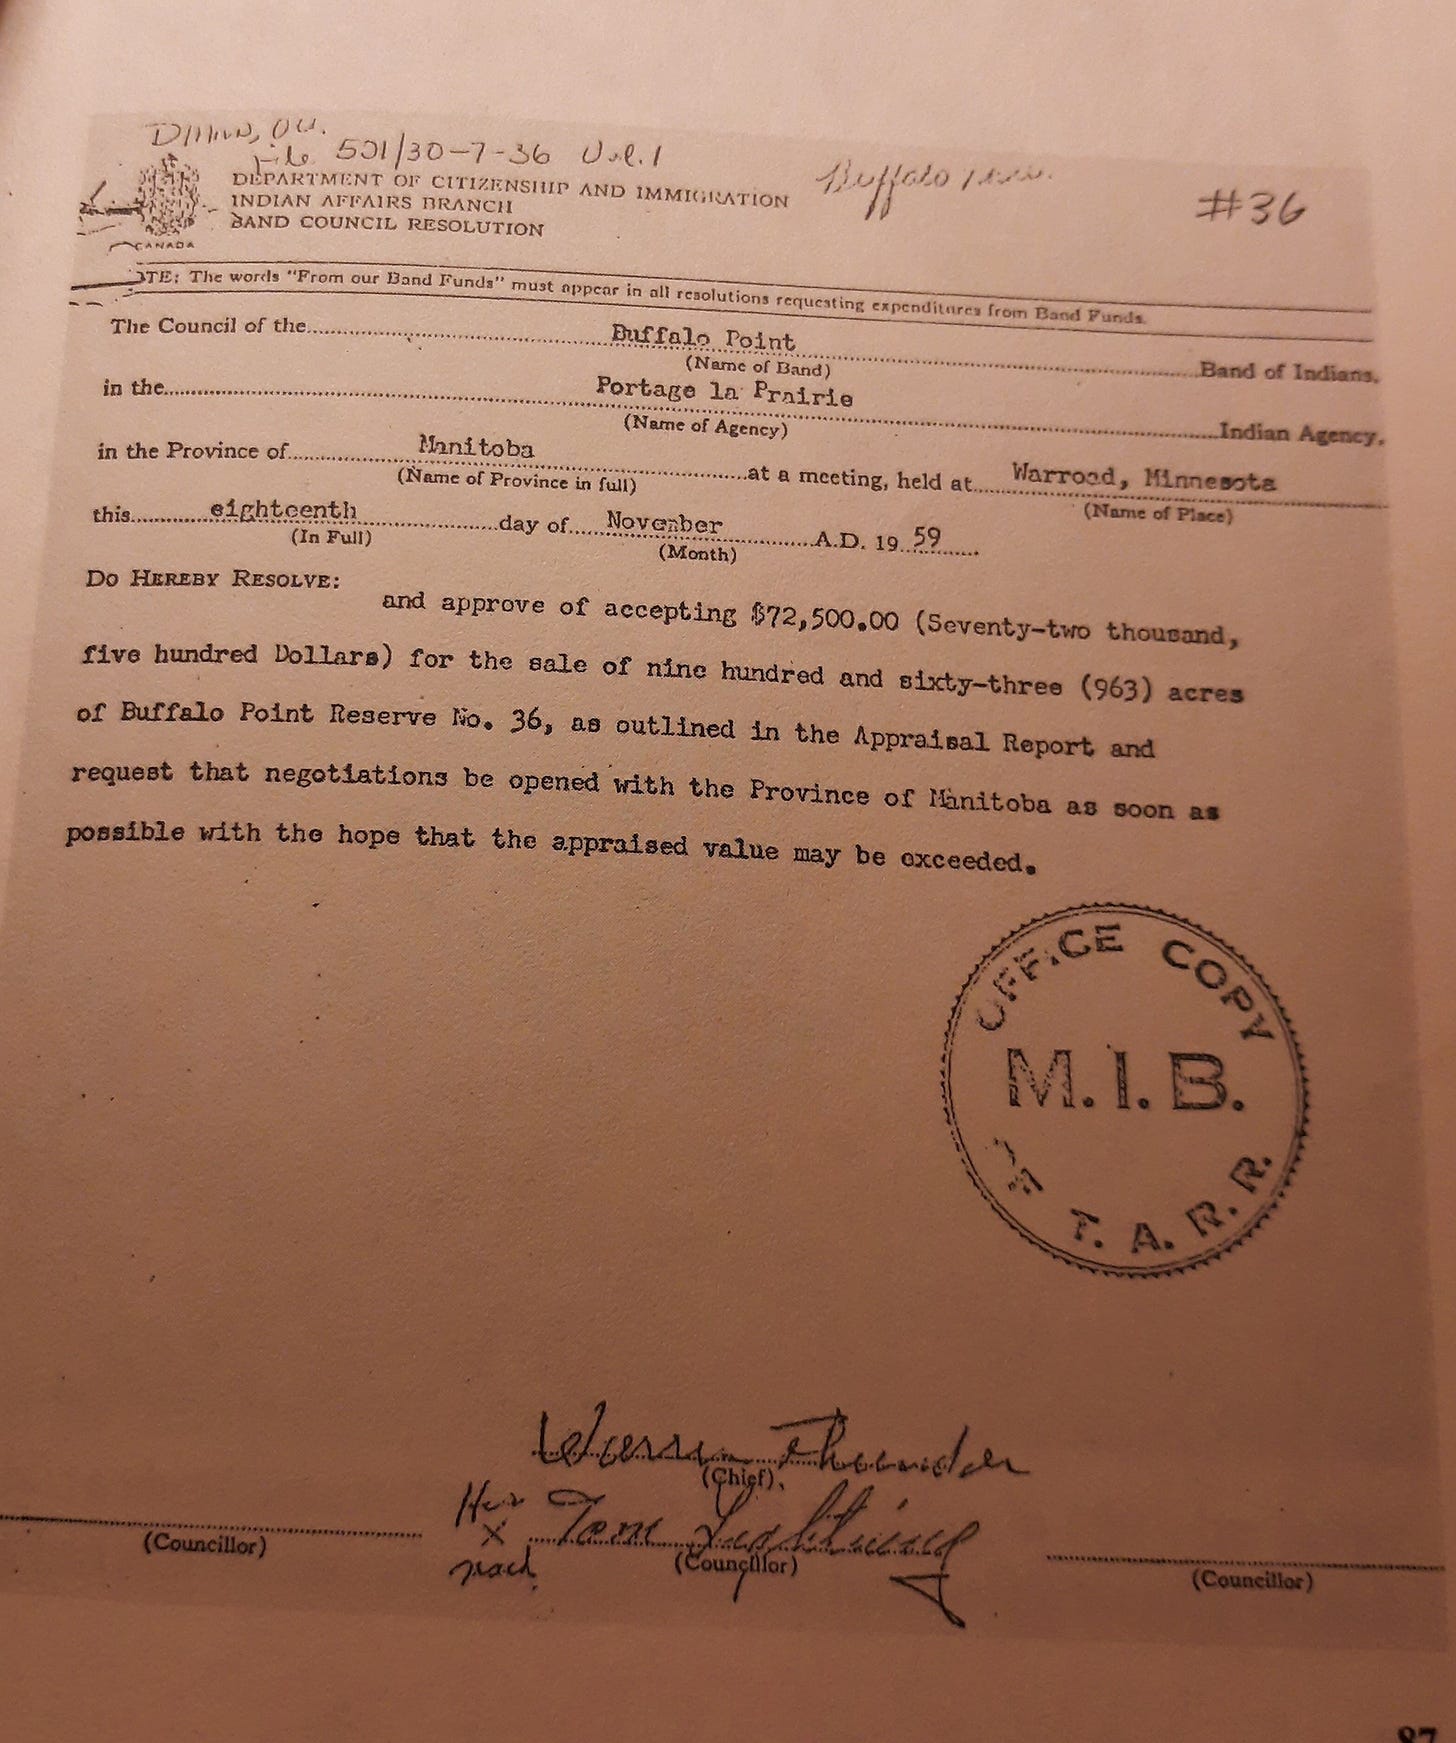 File 501/30-7-36 Vol. 1
Buffalo
#36
DEPARTMENT OF CITIZENSHIP AND IMMIGRATION
INDIAN AFFAIRS BRANCH
BAND COUNCIL RESOLUTION
CANADA
OTE: The words "From our Band Funds" must appear in all resolutions requesting expenditures from Band Funds.
The Council of the Buffalo Point Band of Indians.
(Name of Band)
in the Portage la Prairie Indian Agency.
(Name of Agency)
in the Province of Manitoba at a meeting, held at Warroad, Minnesota
(Name of Province in full) (Name of Place)
this eighteenth day of November A.D. 19 59
(In Full) (Month)
DO HEREBY RESOLVE:
and approve of accepting $72,500.00 (Seventy-two thousand,
five hundred Dollars) for the sale of nine hundred and sixty-three (963) acres
of Buffalo Point Reserve No. 36, as outlined in the Appraisal Report and
request that negotiations be opened with the Province of Manitoba as soon as
possible with the hope that the appraised value may be exceeded.
OFFICE COPY
M.I.B.
T.A.R.R.
Warren Thunder
(Chief)
His
X Tom Lightning
mark
(Councillor) (Councillor) (Councillor)
87